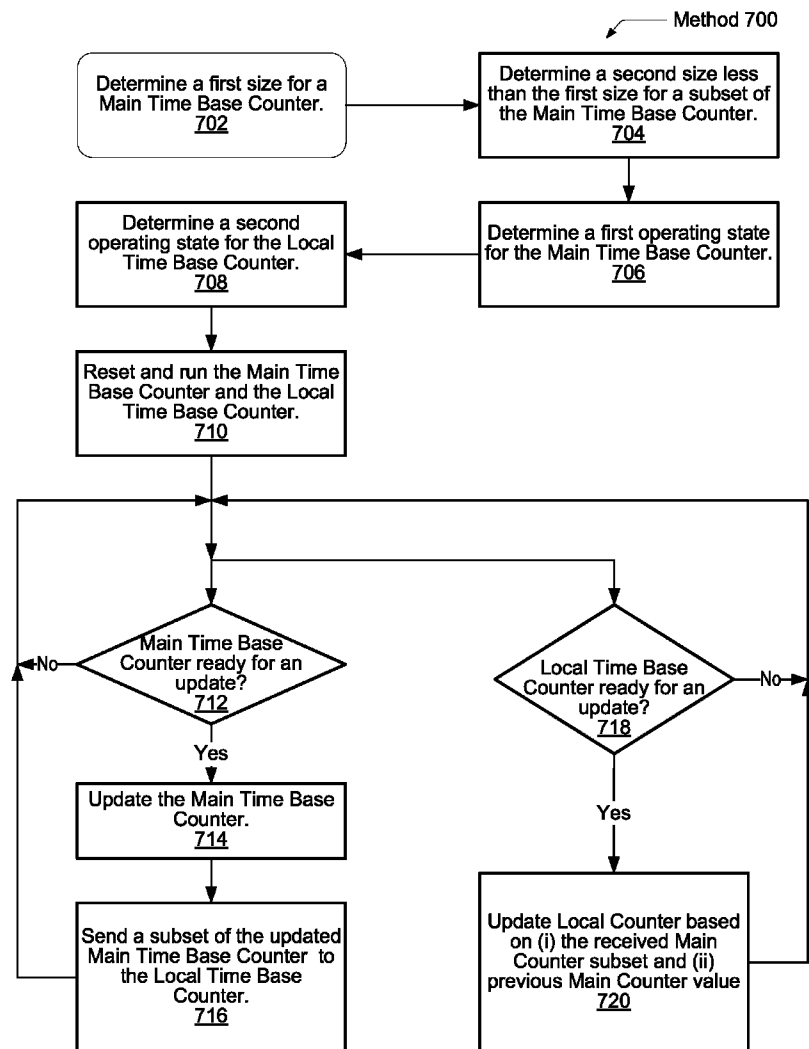 Method 700
Determine a first size for a
Main Time Base Counter.
702
Determine a second size less
than the first size for a subset of
the Main Time Base Counter.
704
Determine a second
operating state for the Local
Time Base Counter.
708
Determine a first operating state
for the Main Time Base Counter.
706
Reset and run the Main Time
Base Counter and the Local
Time Base Counter.
710
Main Time Base
Counter ready for an
update?
712
No
Yes
Local Time Base
Counter ready for an
update?
718
No
Yes
Update the Main Time Base
Counter.
714
Send a subset of the updated
Main Time Base Counter to
the Local Time Base
Counter.
716
Update Local Counter based
on (i) the received Main
Counter subset and (ii)
previous Main Counter value
720